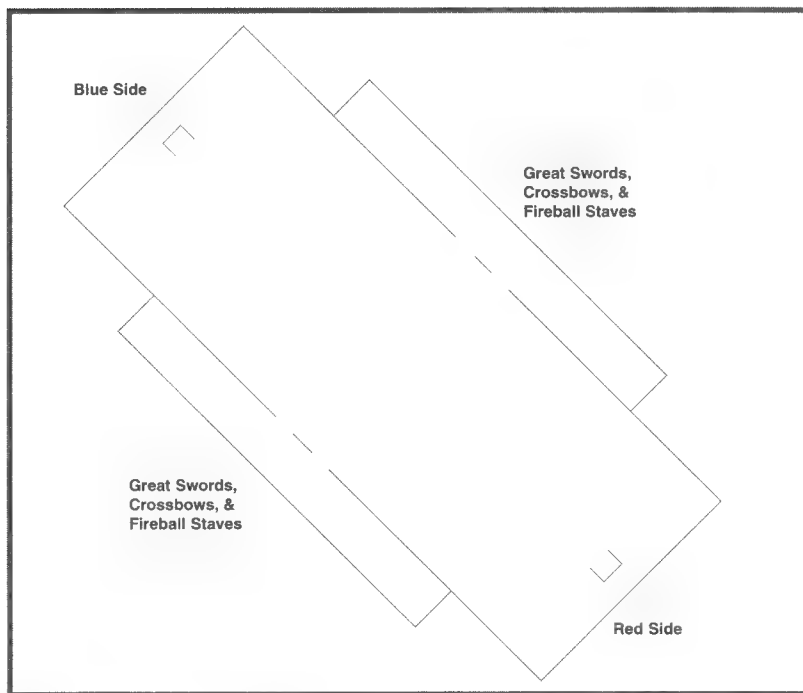 Blue Side
Great Swords,
Crossbows, &
Fireball Staves
Great Swords,
Crossbows, &
Fireball Staves
Red Side